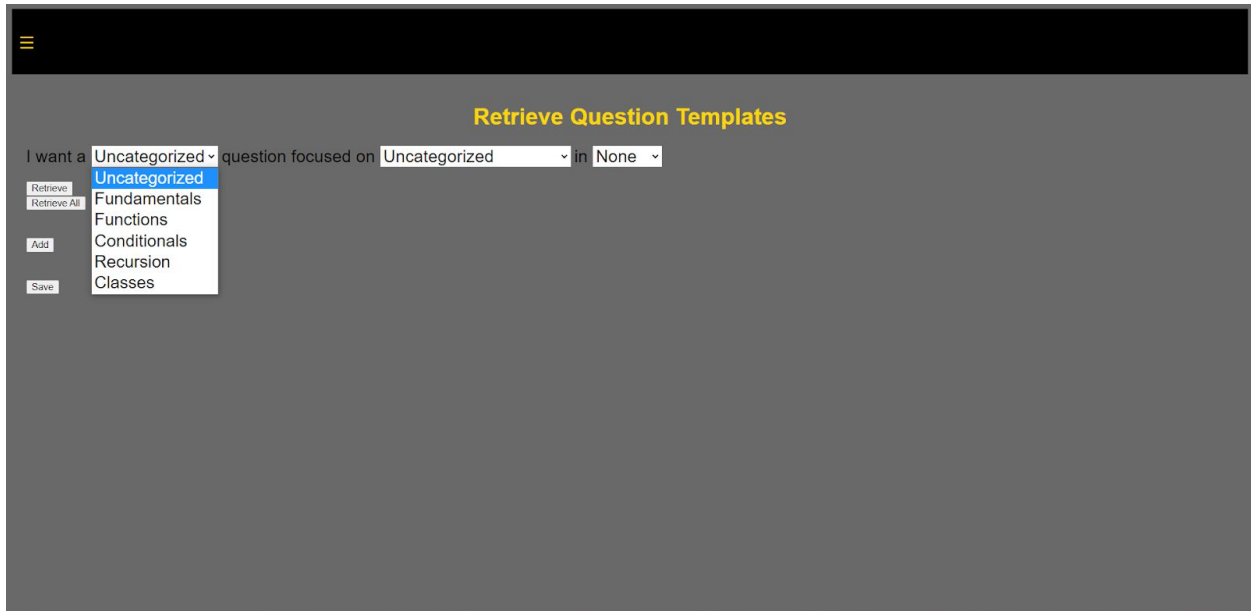 ☰
Retrieve Question Templates
I want a Uncategorized question focused on Uncategorized in None
Uncategorized
Fundamentals
Functions
Conditionals
Recursion
Classes
Retrieve
Retrieve All
Add
Save